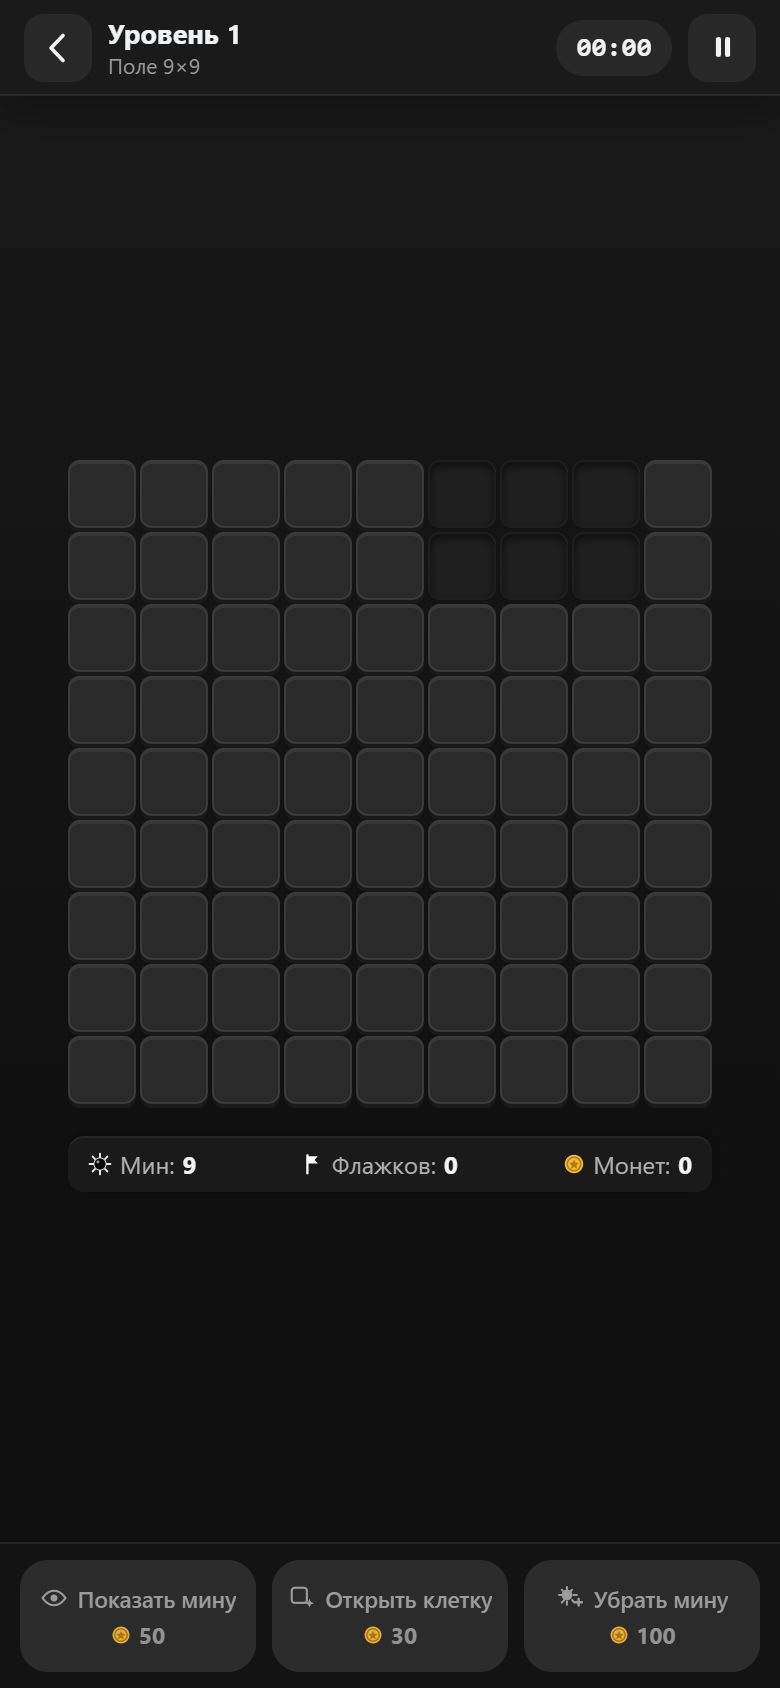 Уровень 1
Поле 9×9
00:00
Мин: 9
Флажков: 0
Монет: 0
Показать мину
50
Открыть клетку
30
Убрать мину
100